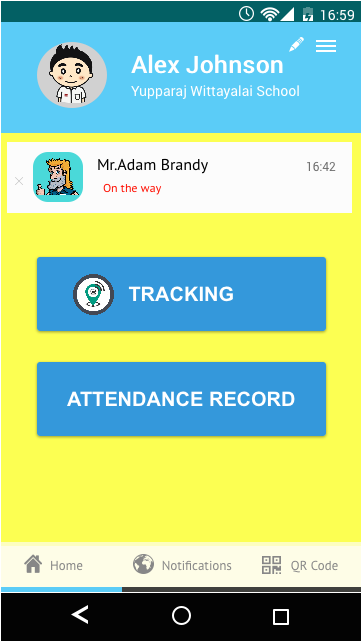 16:59
Alex Johnson
Yupparaj Wittayalai School
Mr.Adam Brandy
16:42
On the way
TRACKING
ATTENDANCE RECORD
Home
Notifications
QR Code